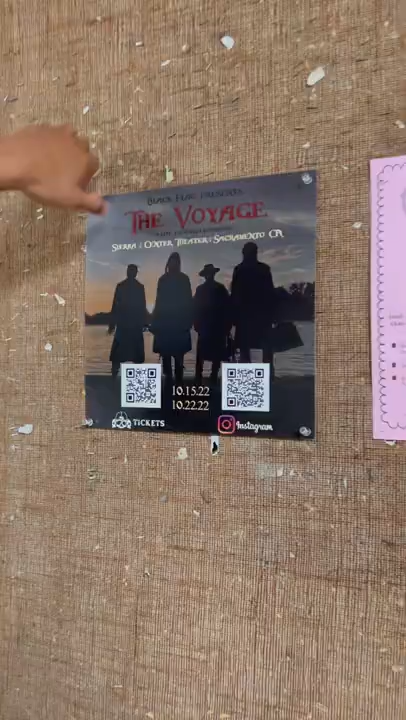 BLACK FLAG PRESENTS
THE VOYAGE
SIERRA 2 CENTER THEATER :: SACRAMENTO CA
10.15.22
10.22.22
TICKETS
Instagram